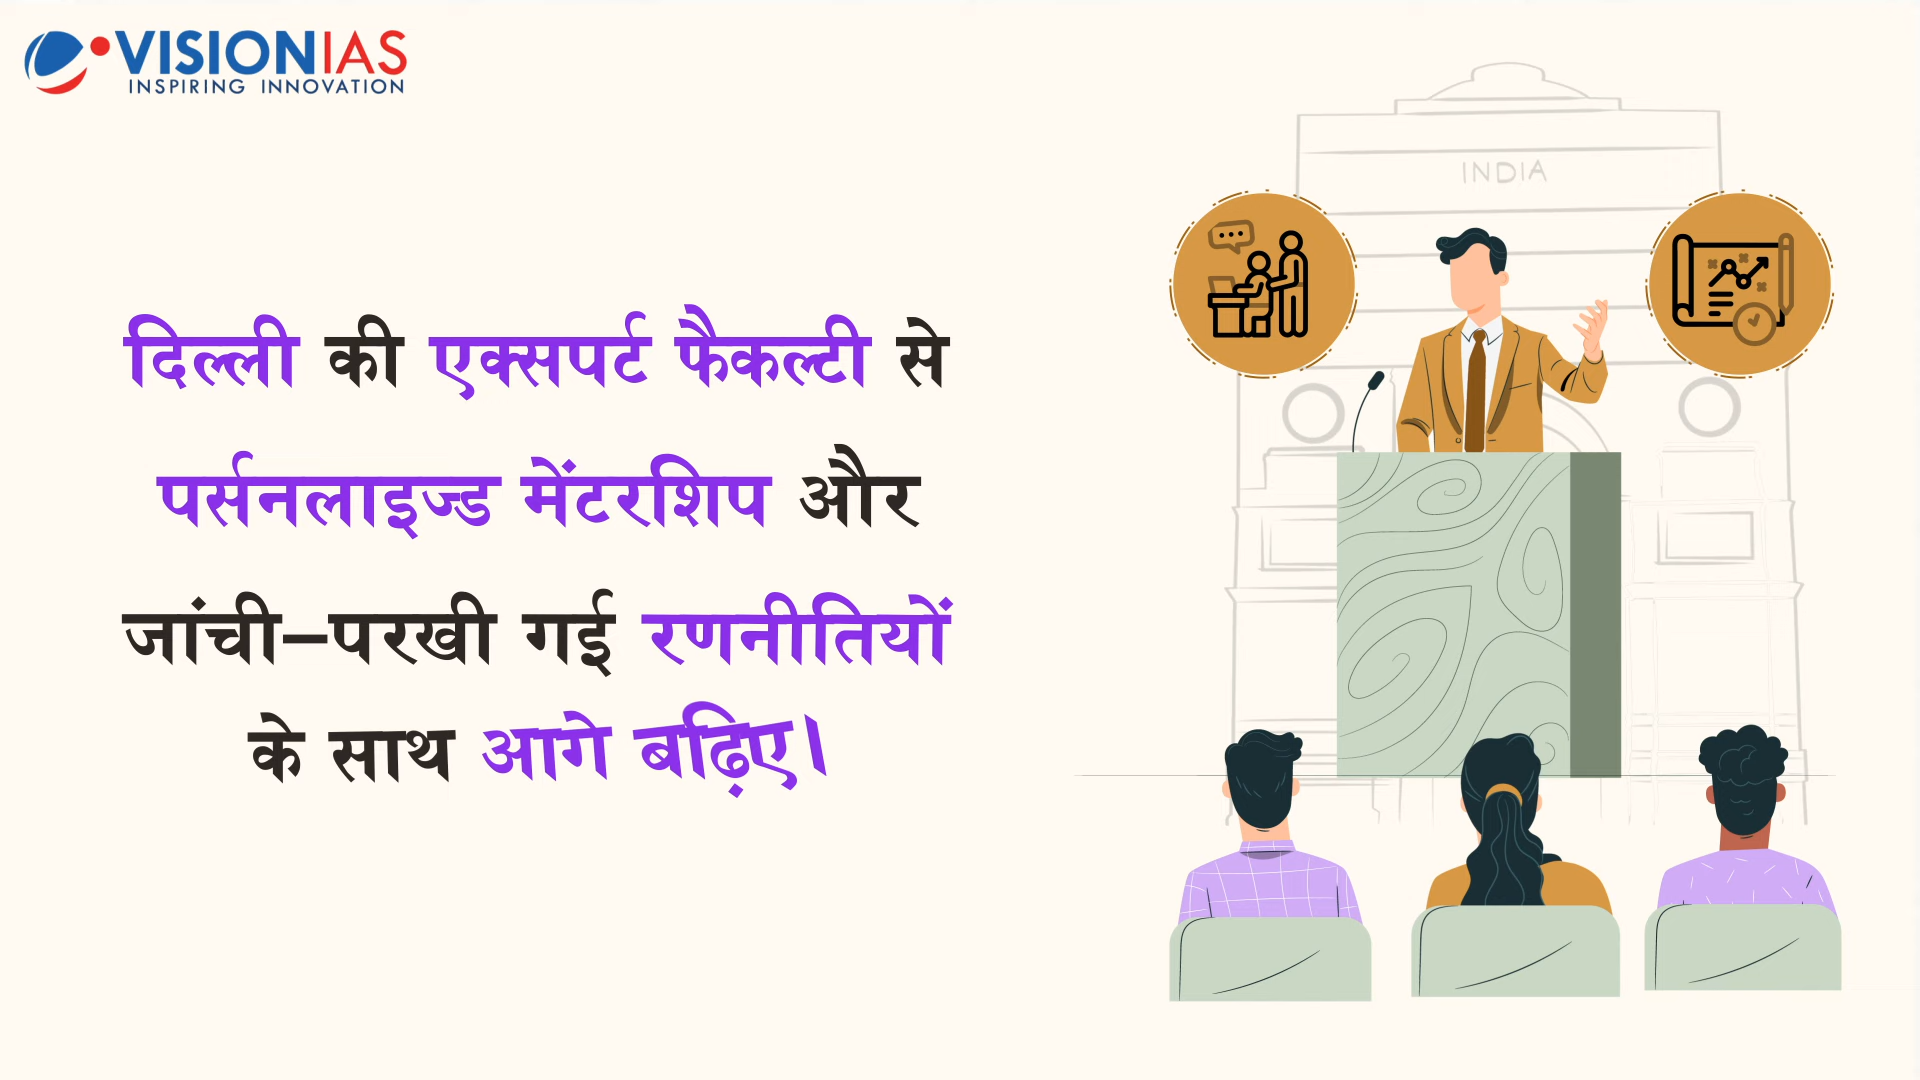 VISIONIAS
INSPIRING INNOVATION
INDIA
दिल्ली की एक्सपर्ट फैकल्टी से
पर्सनलाइज्ड मेंटरशिप और
जांची–परखी गई रणनीतियों
के साथ आगे बढ़िए।